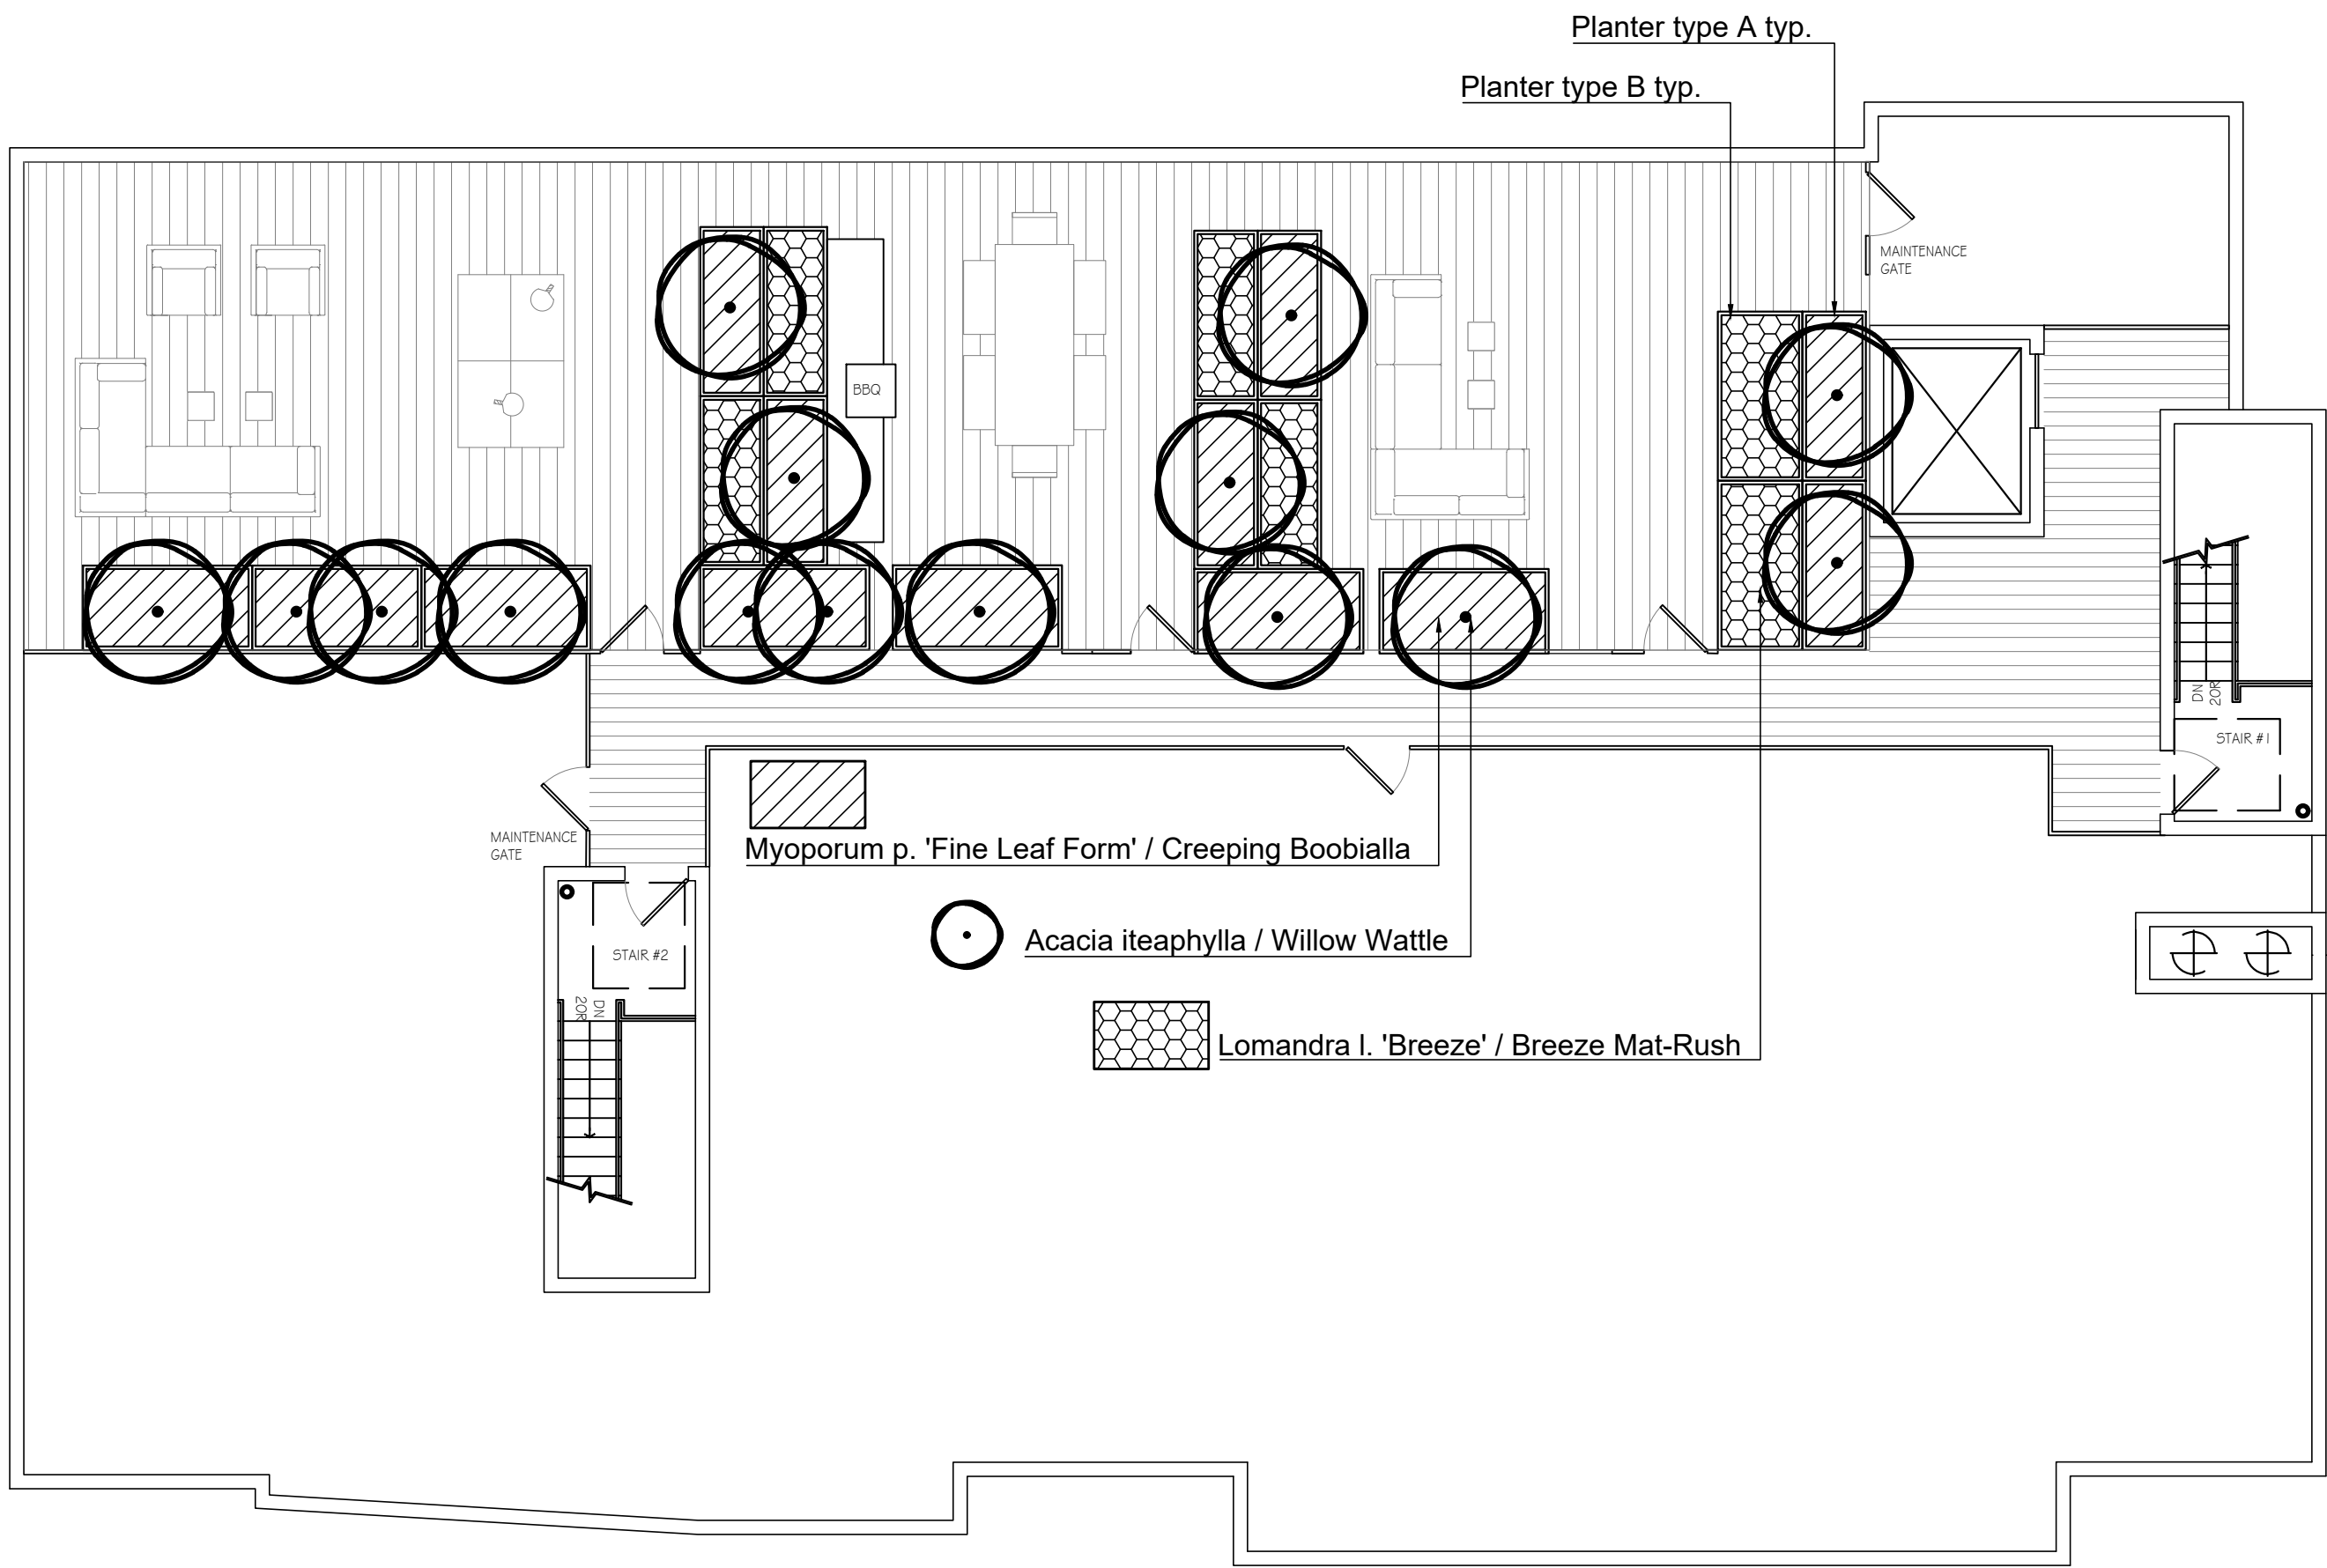 Planter type A typ.
Planter type B typ.
MAINTENANCE
GATE
BBQ
DN
20R
STAIR #1
MAINTENANCE
GATE
Myoporum p. 'Fine Leaf Form' / Creeping Boobialla
Acacia iteaphylla / Willow Wattle
STAIR #2
DN
20R
Lomandra l. 'Breeze' / Breeze Mat-Rush